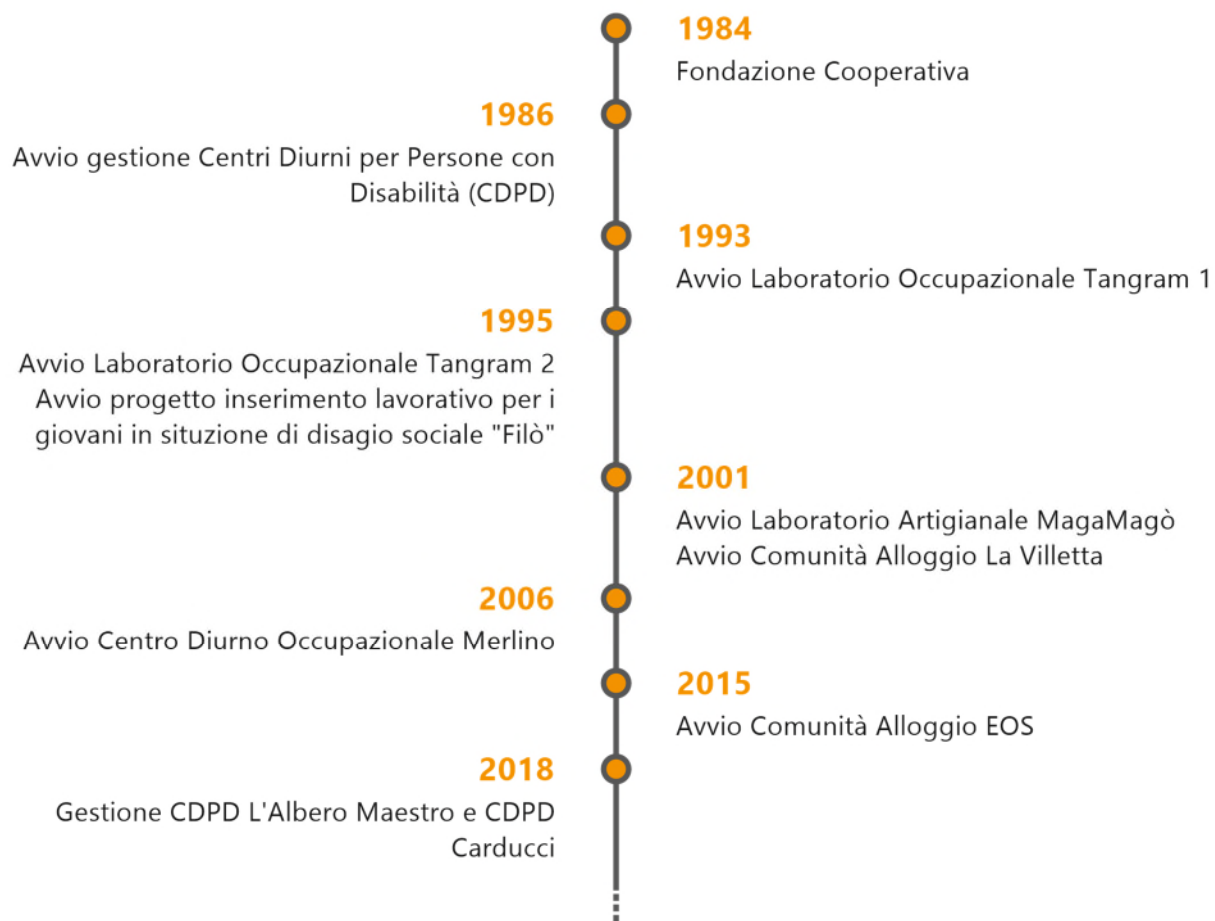 1984
Fondazione Cooperativa
1986
Avvio gestione Centri Diurni per Persone con
Disabilità (CDPD)
1993
Avvio Laboratorio Occupazionale Tangram 1
1995
Avvio Laboratorio Occupazionale Tangram 2
Avvio progetto inserimento lavorativo per i
giovani in situzione di disagio sociale "Filò"
2001
Avvio Laboratorio Artigianale MagaMagò
Avvio Comunità Alloggio La Villetta
2006
Avvio Centro Diurno Occupazionale Merlino
2015
Avvio Comunità Alloggio EOS
2018
Gestione CDPD L'Albero Maestro e CDPD
Carducci